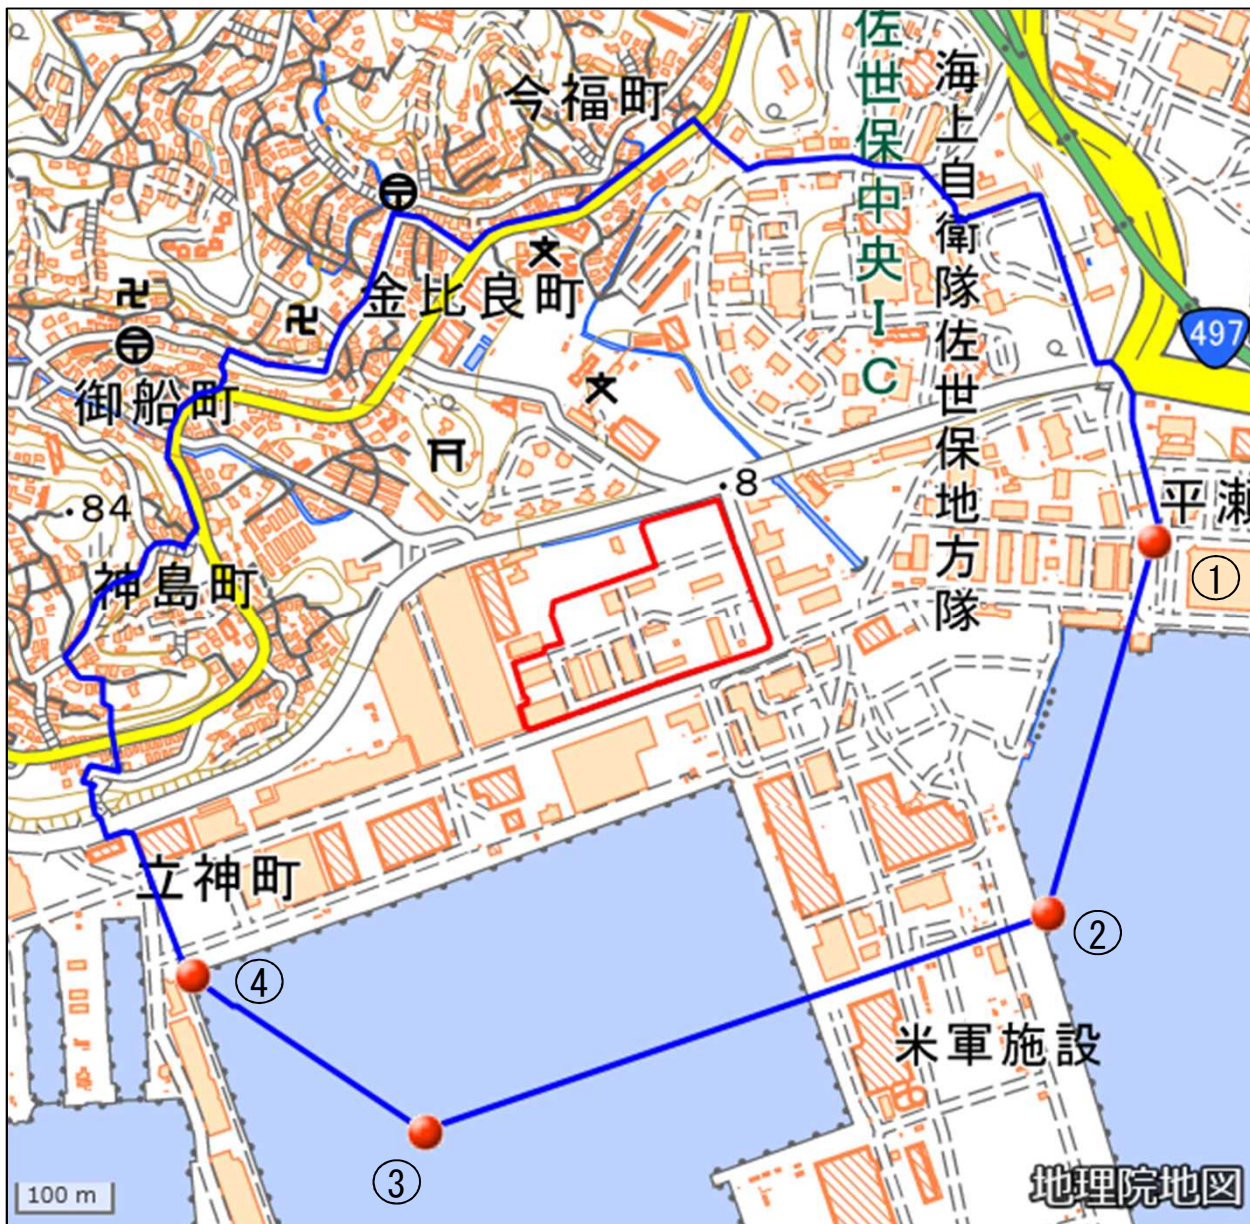 今福町
佐世保中央IC
海上自衛隊佐世保地方隊
497
金比良町
御船町
・84
神島町
・8
平瀬
①
立神町
②
④
米軍施設
③
100 m
地理院地図